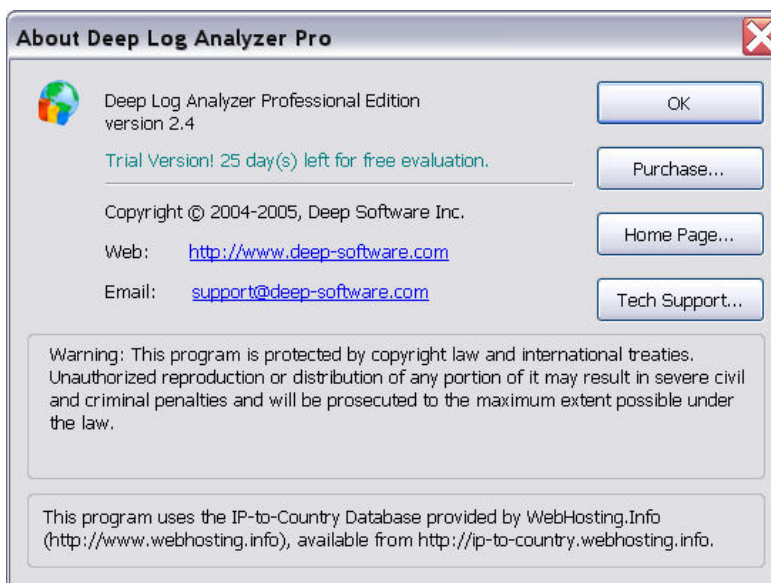 About Deep Log Analyzer Pro
Deep Log Analyzer Professional Edition
version 2.4
Trial Version! 25 day(s) left for free evaluation.
Copyright © 2004-2005, Deep Software Inc.
Web: http://www.deep-software.com
Email: support@deep-software.com
OK
Purchase...
Home Page...
Tech Support...
Warning: This program is protected by copyright law and international treaties.
Unauthorized reproduction or distribution of any portion of it may result in severe civil
and criminal penalties and will be prosecuted to the maximum extent possible under
the law.
This program uses the IP-to-Country Database provided by WebHosting.Info
(http://www.webhosting.info), available from http://ip-to-country.webhosting.info.